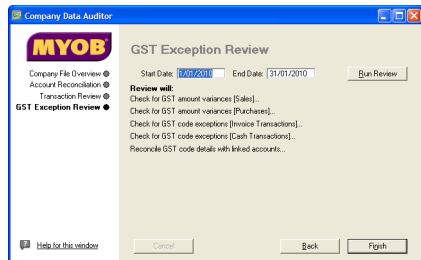 Company Data Auditor
MYOB
GST Exception Review
Start Date: 1/01/2010 End Date: 31/01/2010 Run Review
Company File Overview
Account Reconciliation
Transaction Review
GST Exception Review
Review will:
Check for GST amount variances [Sales]...
Check for GST amount variances [Purchases]...
Check for GST code exceptions [Invoice Transactions]...
Check for GST code exceptions [Cash Transactions]...
Reconcile GST code details with linked accounts...
Help for this window
Cancel Back Finish